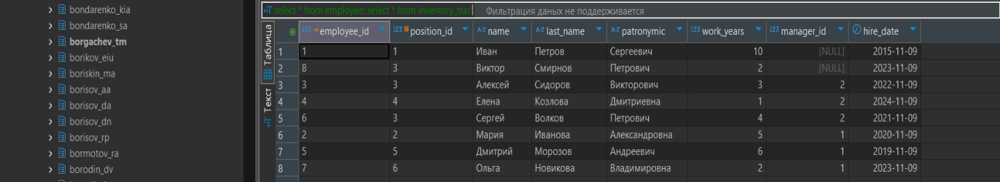 bondarenko_kia
bondarenko_sa
borgachev_tm
borikov_eiu
boriskin_ma
borisov_aa
borisov_da
borisov_dn
borisov_rp
bormotov_ra
borodin_dv
select * from employee; select * from inventory_trar
Фильтрация даных не поддерживается
Таблица
Текст
123 employee_id 123 position_id A-Z name A-Z last_name A-Z patronymic 123 work_years 123 manager_id hire_date
1 1 1 Иван Петров Сергеевич 10 [NULL] 2015-11-09
2 8 3 Виктор Смирнов Петрович 2 [NULL] 2023-11-09
3 3 3 Алексей Сидоров Викторович 3 2 2022-11-09
4 4 4 Елена Козлова Дмитриевна 1 2 2024-11-09
5 6 3 Сергей Волков Петрович 4 2 2021-11-09
6 2 2 Мария Иванова Александровна 5 1 2020-11-09
7 5 5 Дмитрий Морозов Андреевич 6 1 2019-11-09
8 7 6 Ольга Новикова Владимировна 2 1 2023-11-09